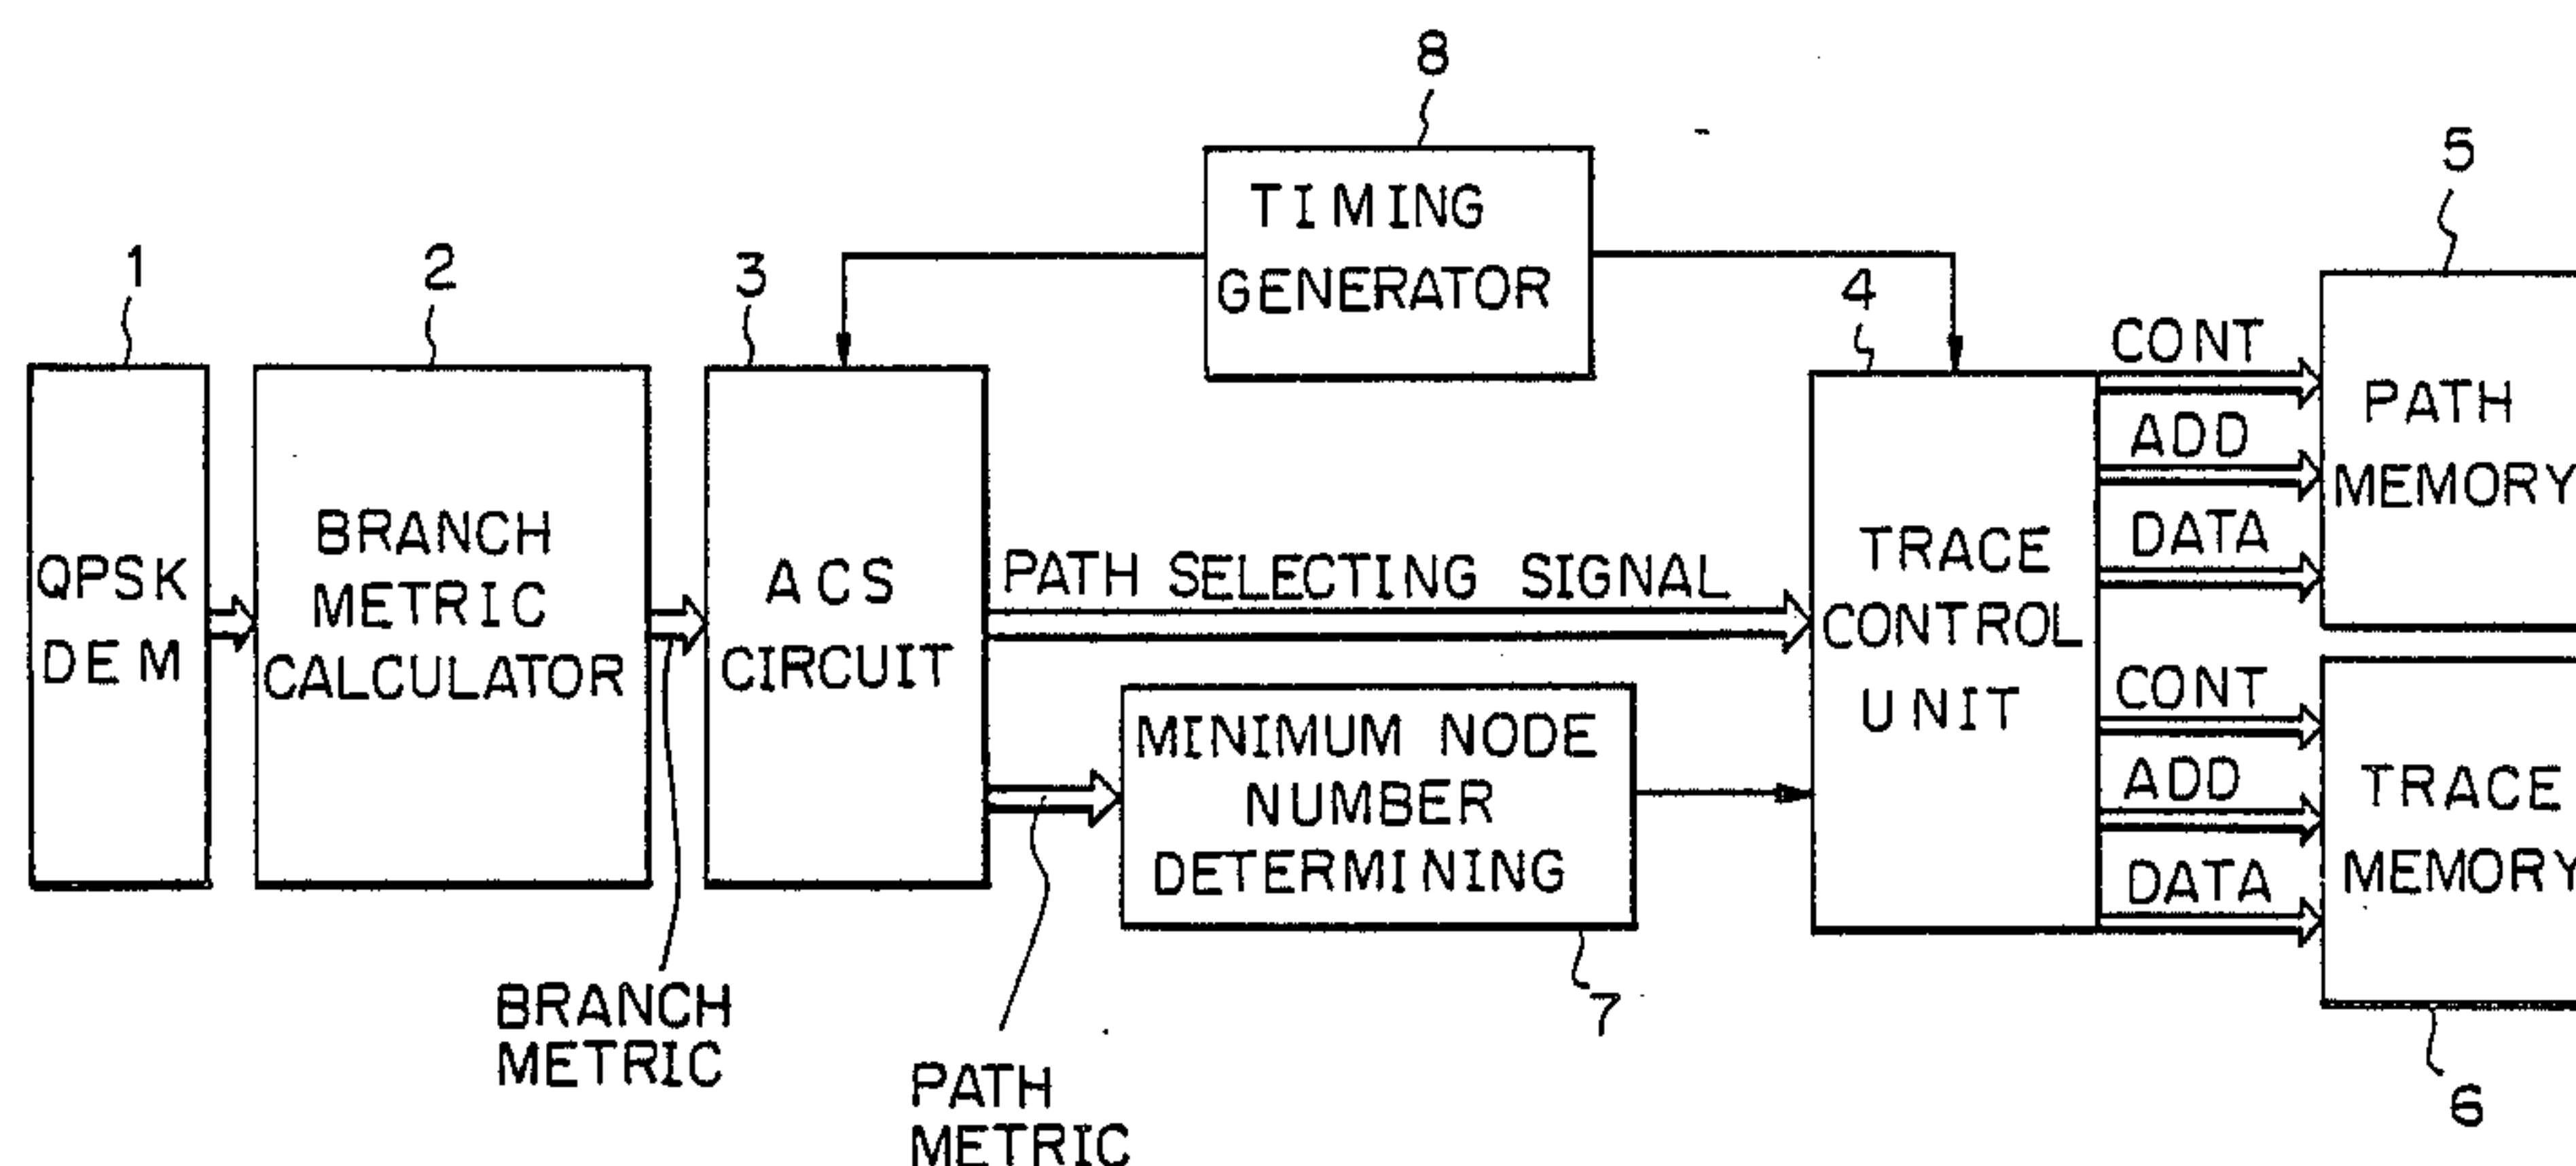 8
TIMING
GENERATOR
5
1
2
3
4
CONT
ADD
DATA
PATH
MEMORY
QPSK
DEM
BRANCH
METRIC
CALCULATOR
ACS
CIRCUIT
PATH SELECTING SIGNAL
TRACE
CONTROL
UNIT
MINIMUM NODE
NUMBER
DETERMINING
CONT
ADD
DATA
TRACE
MEMORY
BRANCH
METRIC
PATH
METRIC
7
6